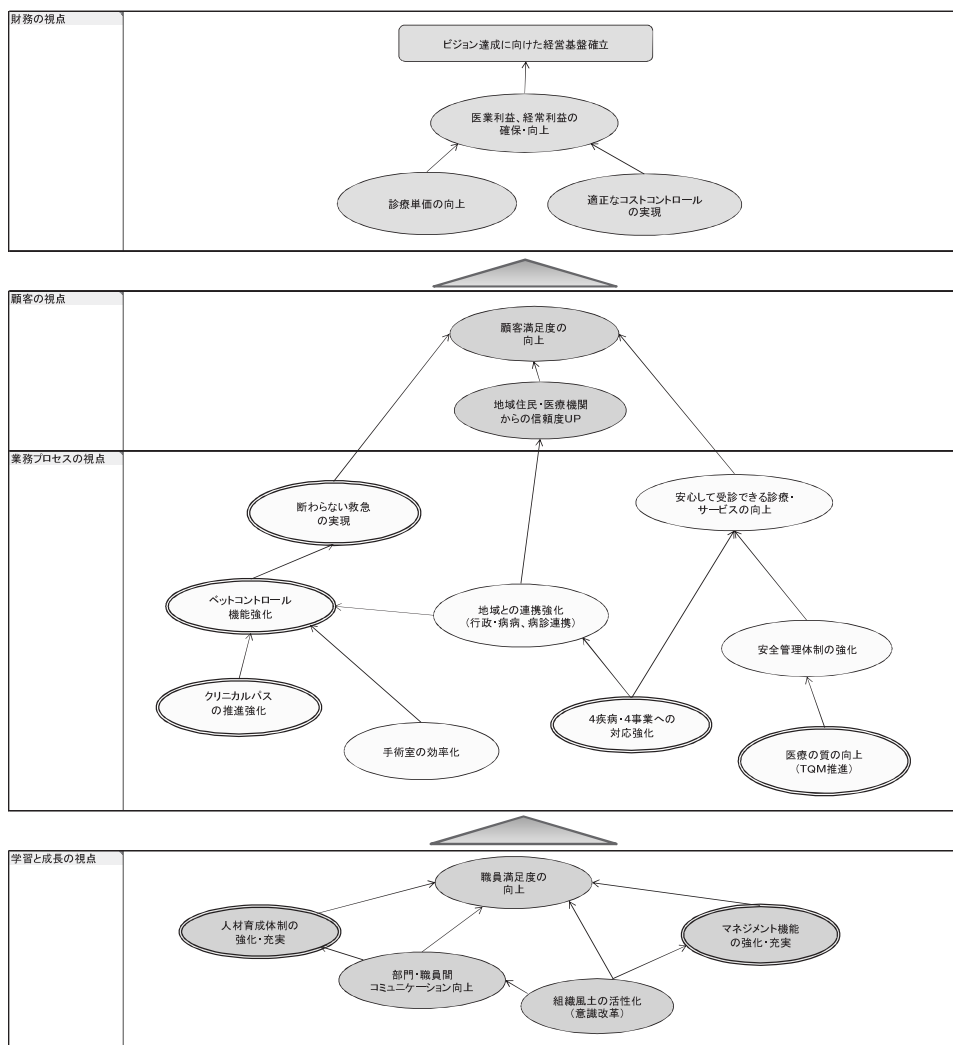 財務の視点
ビジョン達成に向けた経営基盤確立
医業利益、経常利益の
確保・向上
診療単価の向上
適正なコストコントロール
の実現
顧客の視点
顧客満足度の
向上
地域住民・医療機関
からの信頼度UP
業務プロセスの視点
断わらない救急
の実現
安心して受診できる診療・
サービスの向上
ベットコントロール
機能強化
地域との連携強化
(行政・病病、病診連携)
安全管理体制の強化
クリニカルパス
の推進強化
4疾病・4事業への
対応強化
手術室の効率化
医療の質の向上
(TQM推進)
学習と成長の視点
職員満足度の
向上
人材育成体制の
強化・充実
マネジメント機能
の強化・充実
部門・職員間
コミュニケーション向上
組織風土の活性化
(意識改革)